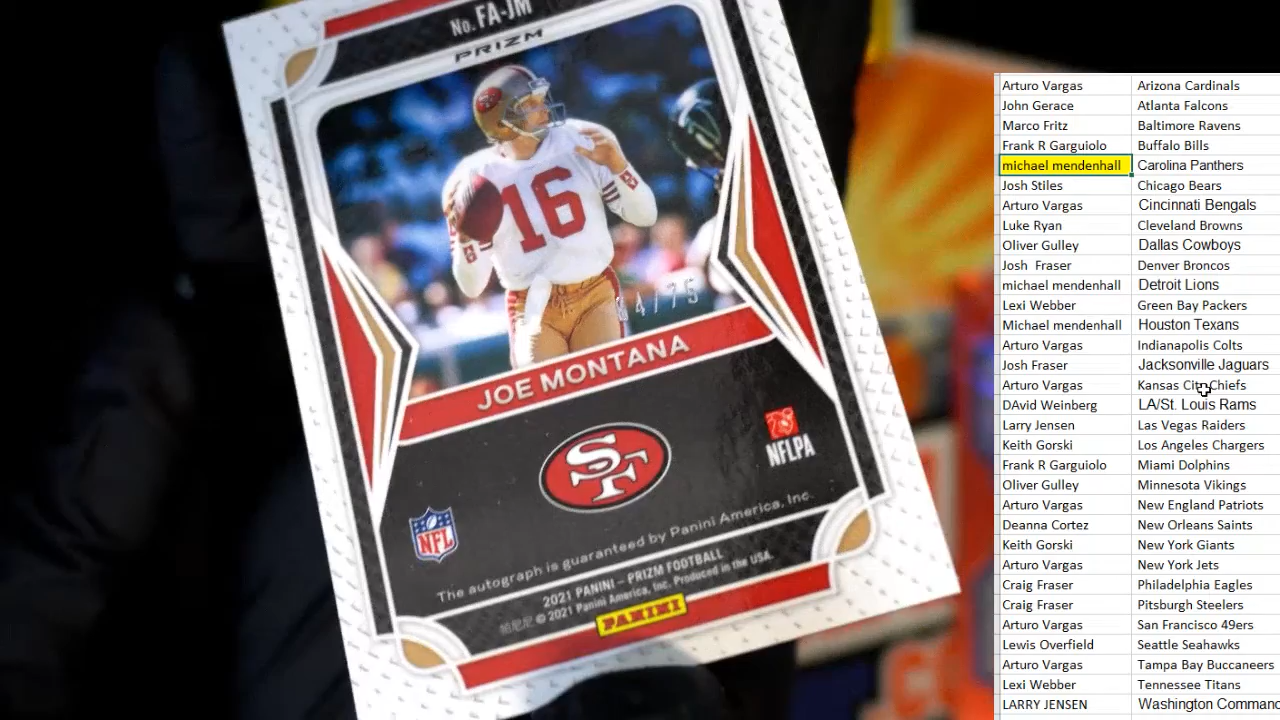 No. FA-JM
PRIZM
16
4/75
JOE MONTANA
SF
NFLPA
NFL
The autograph is guaranteed by Panini America, Inc.
2021 PANINI – PRIZM FOOTBALL
© 2021 Panini America, Inc. Produced in the USA.
PANINI
Arturo Vargas Arizona Cardinals
John Gerace Atlanta Falcons
Marco Fritz Baltimore Ravens
Frank R Garguiolo Buffalo Bills
michael mendenhall Carolina Panthers
Josh Stiles Chicago Bears
Arturo Vargas Cincinnati Bengals
Luke Ryan Cleveland Browns
Oliver Gulley Dallas Cowboys
Josh Fraser Denver Broncos
michael mendenhall Detroit Lions
Lexi Webber Green Bay Packers
Michael mendenhall Houston Texans
Arturo Vargas Indianapolis Colts
Josh Fraser Jacksonville Jaguars
Arturo Vargas Kansas City Chiefs
DAvid Weinberg LA/St. Louis Rams
Larry Jensen Las Vegas Raiders
Keith Gorski Los Angeles Chargers
Frank R Garguiolo Miami Dolphins
Oliver Gulley Minnesota Vikings
Arturo Vargas New England Patriots
Deanna Cortez New Orleans Saints
Keith Gorski New York Giants
Arturo Vargas New York Jets
Craig Fraser Philadelphia Eagles
Craig Fraser Pitsburgh Steelers
Arturo Vargas San Francisco 49ers
Lewis Overfield Seattle Seahawks
Arturo Vargas Tampa Bay Buccaneers
Lexi Webber Tennessee Titans
LARRY JENSEN Washington Command